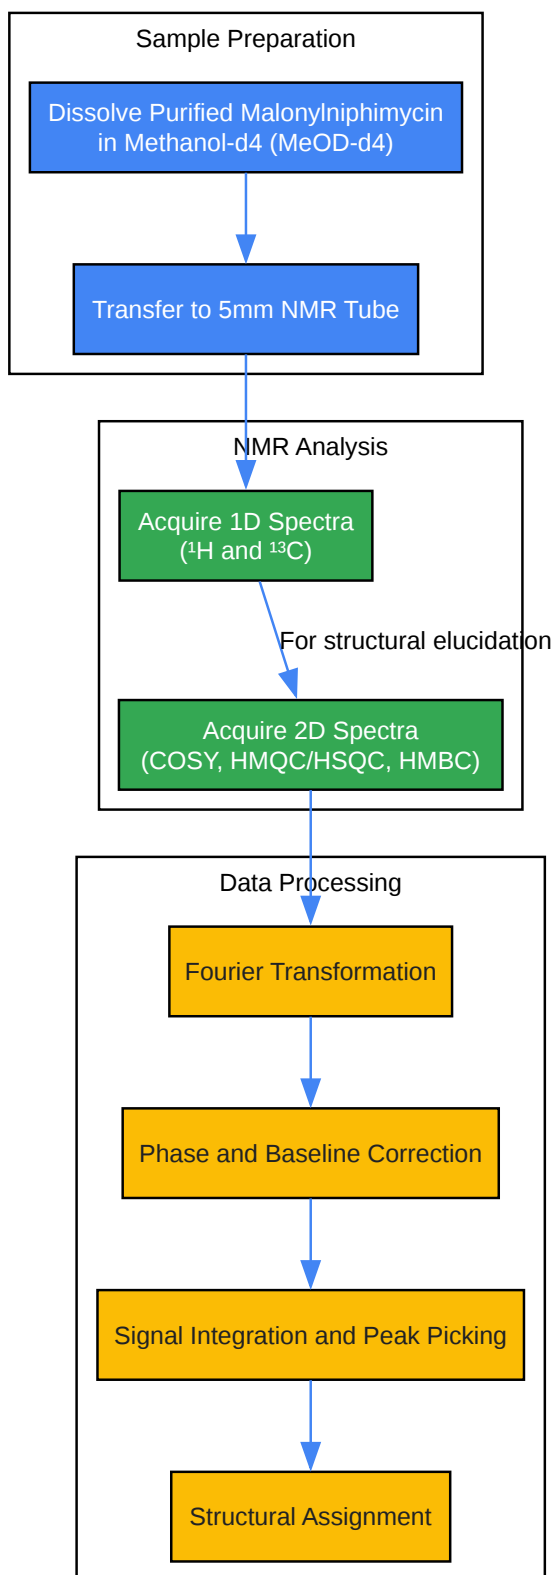 Sample Preparation
Dissolve Purified Malonylniphimycin
in Methanol-d4 (MeOD-d4)
Transfer to 5mm NMR Tube
NMR Analysis
Acquire 1D Spectra
(¹H and ¹³C)
For structural elucidation
Acquire 2D Spectra
(COSY, HMQC/HSQC, HMBC)
Data Processing
Fourier Transformation
Phase and Baseline Correction
Signal Integration and Peak Picking
Structural Assignment